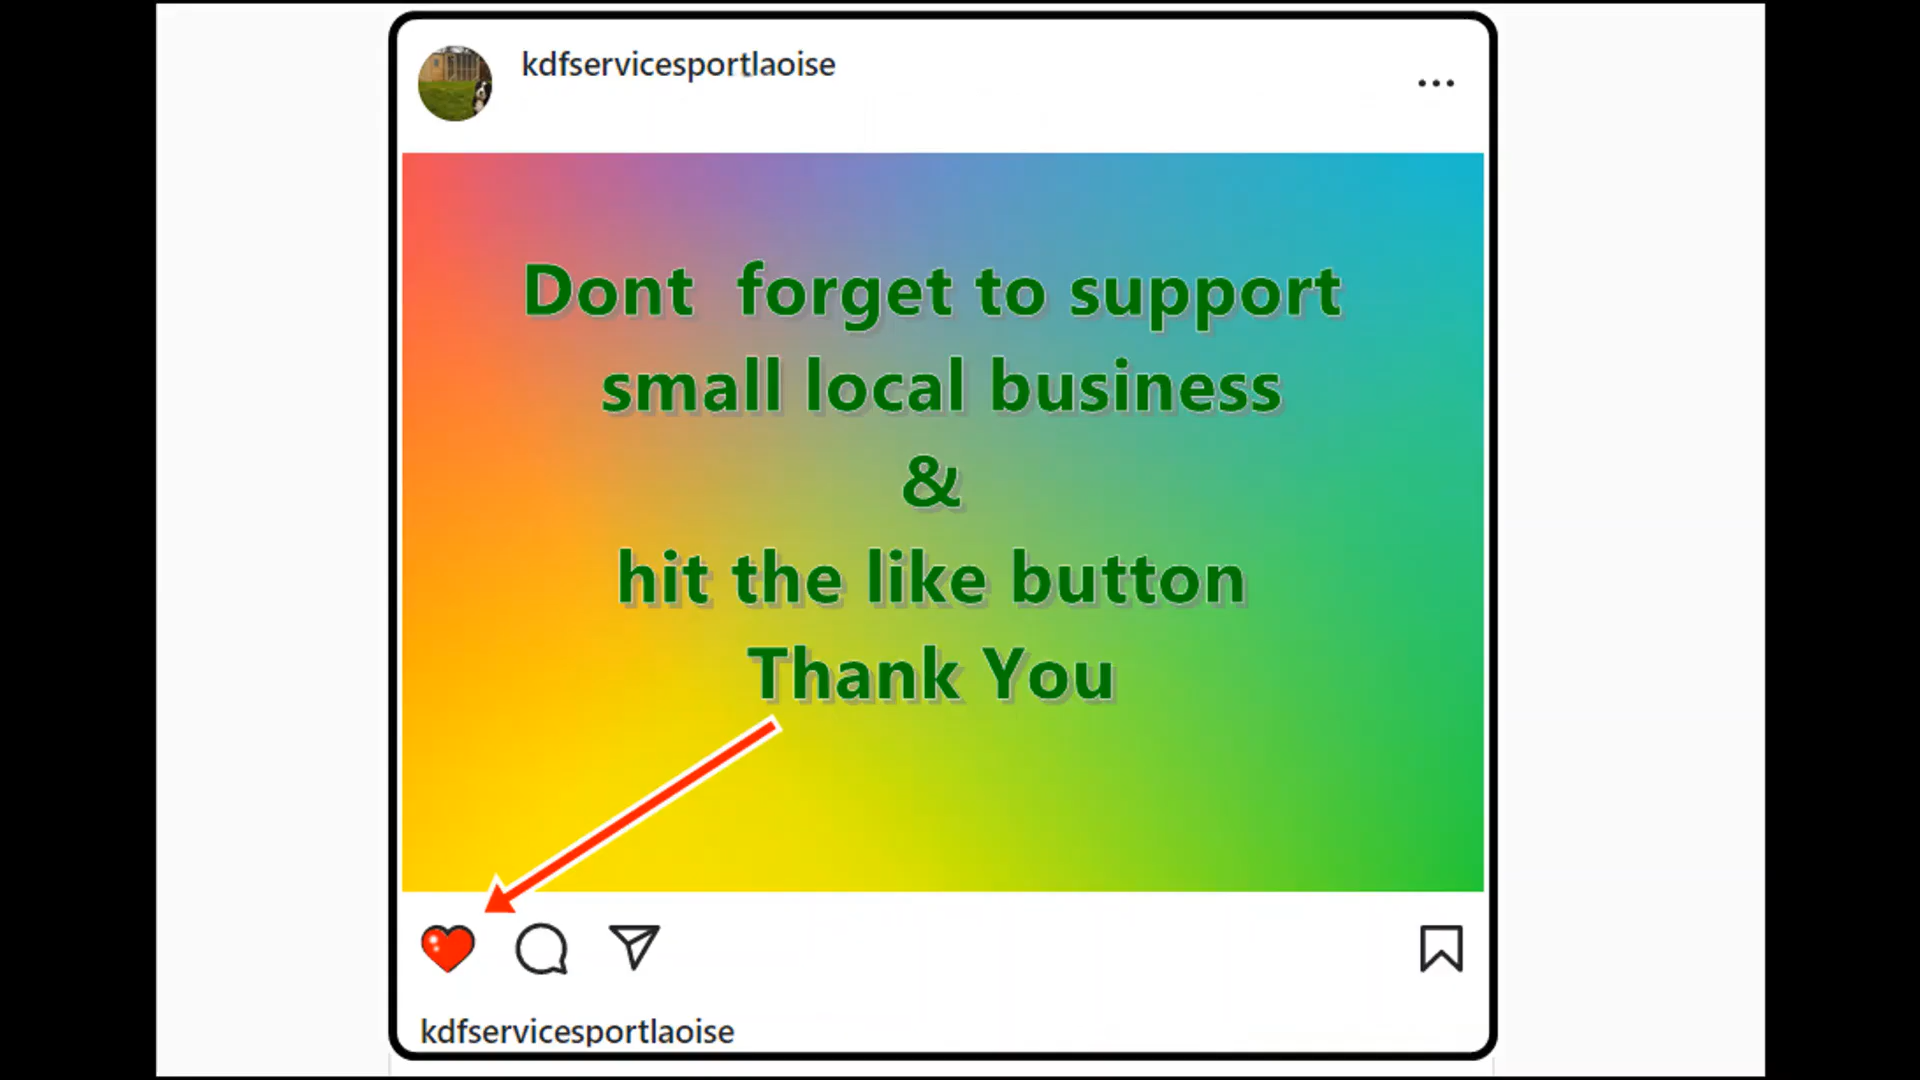 kdfservicesportlaoise
Dont forget to support
small local business
&
hit the like button
Thank You
kdfservicesportlaoise